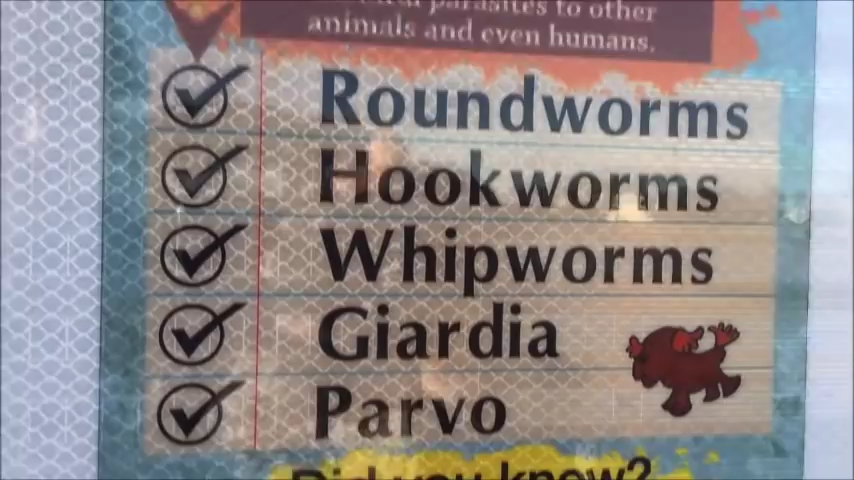 parasites to other
animals and even humans.
Roundworms
Hookworms
Whipworms
Giardia
Parvo
Did you know?